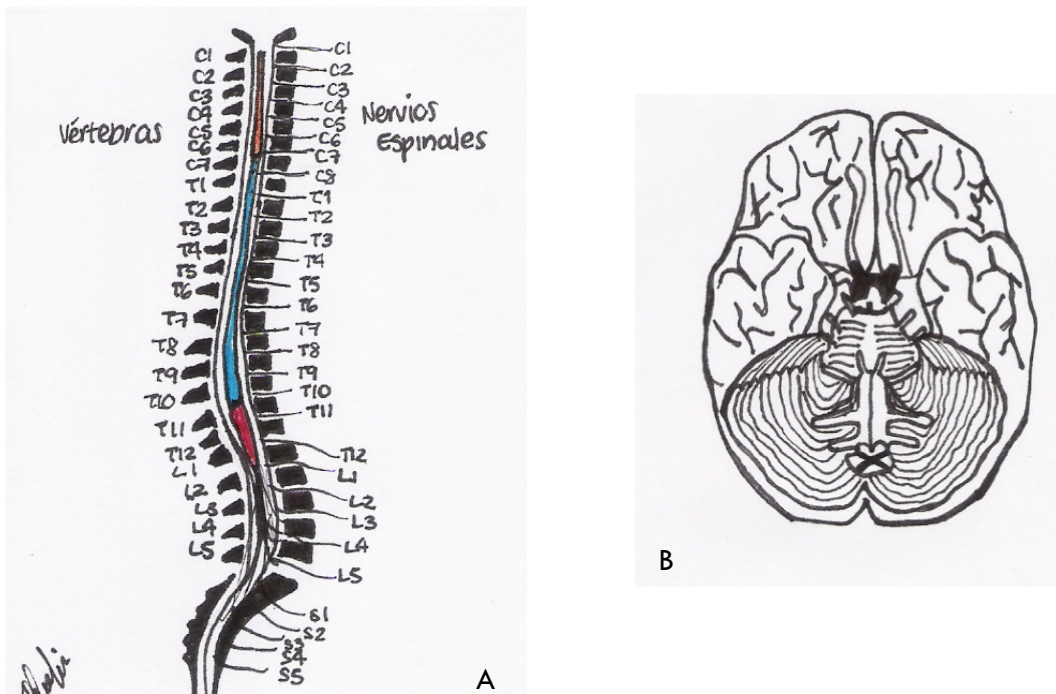 Vértebras
C1
C2
C3
C4
C5
C6
C7
T1
T2
T3
T4
T5
T6
T7
T8
T9
T10
T11
T12
L1
L2
L3
L4
L5
Nervios
Espinales
C1
C2
C3
C4
C5
C6
C7
C8
T1
T2
T3
T4
T5
T6
T7
T8
T9
T10
T11
T12
L1
L2
L3
L4
L5
S1
S2
S3
S4
S5
A
B